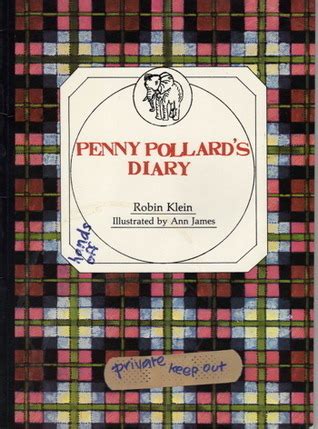 PENNY POLLARD'S
DIARY
Robin Klein
Illustrated by Ann James
hands
off
private keep out